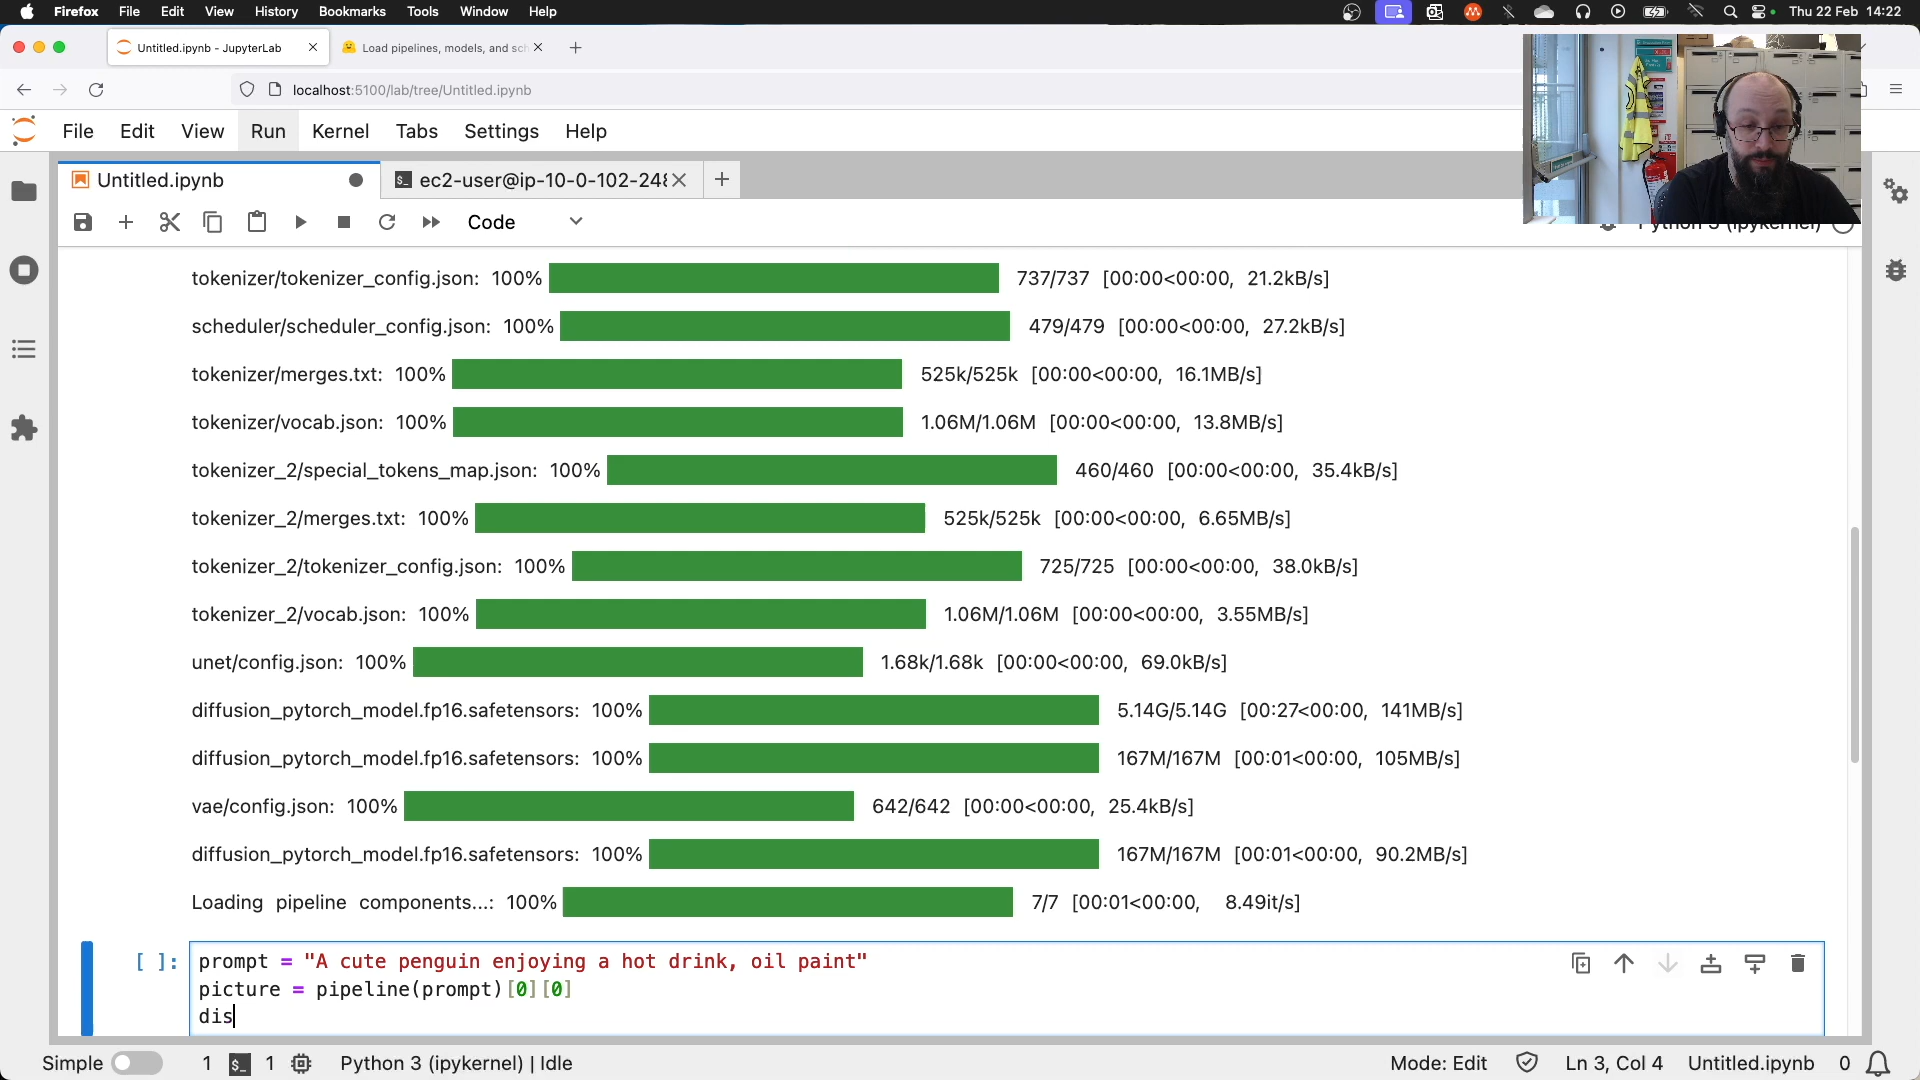 Firefox File Edit View History Bookmarks Tools Window Help
Thu 22 Feb 14:22
Untitled.ipynb - JupyterLab
Load pipelines, models, and sch
localhost:5100/lab/tree/Untitled.ipynb
File Edit View Run Kernel Tabs Settings Help
Untitled.ipynb
ec2-user@ip-10-0-102-248
Code
Python 3 (ipykernel)
tokenizer/tokenizer_config.json: 100% 737/737 [00:00<00:00, 21.2kB/s]
scheduler/scheduler_config.json: 100% 479/479 [00:00<00:00, 27.2kB/s]
tokenizer/merges.txt: 100% 525k/525k [00:00<00:00, 16.1MB/s]
tokenizer/vocab.json: 100% 1.06M/1.06M [00:00<00:00, 13.8MB/s]
tokenizer_2/special_tokens_map.json: 100% 460/460 [00:00<00:00, 35.4kB/s]
tokenizer_2/merges.txt: 100% 525k/525k [00:00<00:00, 6.65MB/s]
tokenizer_2/tokenizer_config.json: 100% 725/725 [00:00<00:00, 38.0kB/s]
tokenizer_2/vocab.json: 100% 1.06M/1.06M [00:00<00:00, 3.55MB/s]
unet/config.json: 100% 1.68k/1.68k [00:00<00:00, 69.0kB/s]
diffusion_pytorch_model.fp16.safetensors: 100% 5.14G/5.14G [00:27<00:00, 141MB/s]
diffusion_pytorch_model.fp16.safetensors: 100% 167M/167M [00:01<00:00, 105MB/s]
vae/config.json: 100% 642/642 [00:00<00:00, 25.4kB/s]
diffusion_pytorch_model.fp16.safetensors: 100% 167M/167M [00:01<00:00, 90.2MB/s]
Loading pipeline components...: 100% 7/7 [00:01<00:00, 8.49it/s]
[ ]: prompt = "A cute penguin enjoying a hot drink, oil paint"
picture = pipeline(prompt)[0][0]
dis
Simple 1 $_ 1 Python 3 (ipykernel) | Idle Mode: Edit Ln 3, Col 4 Untitled.ipynb 0